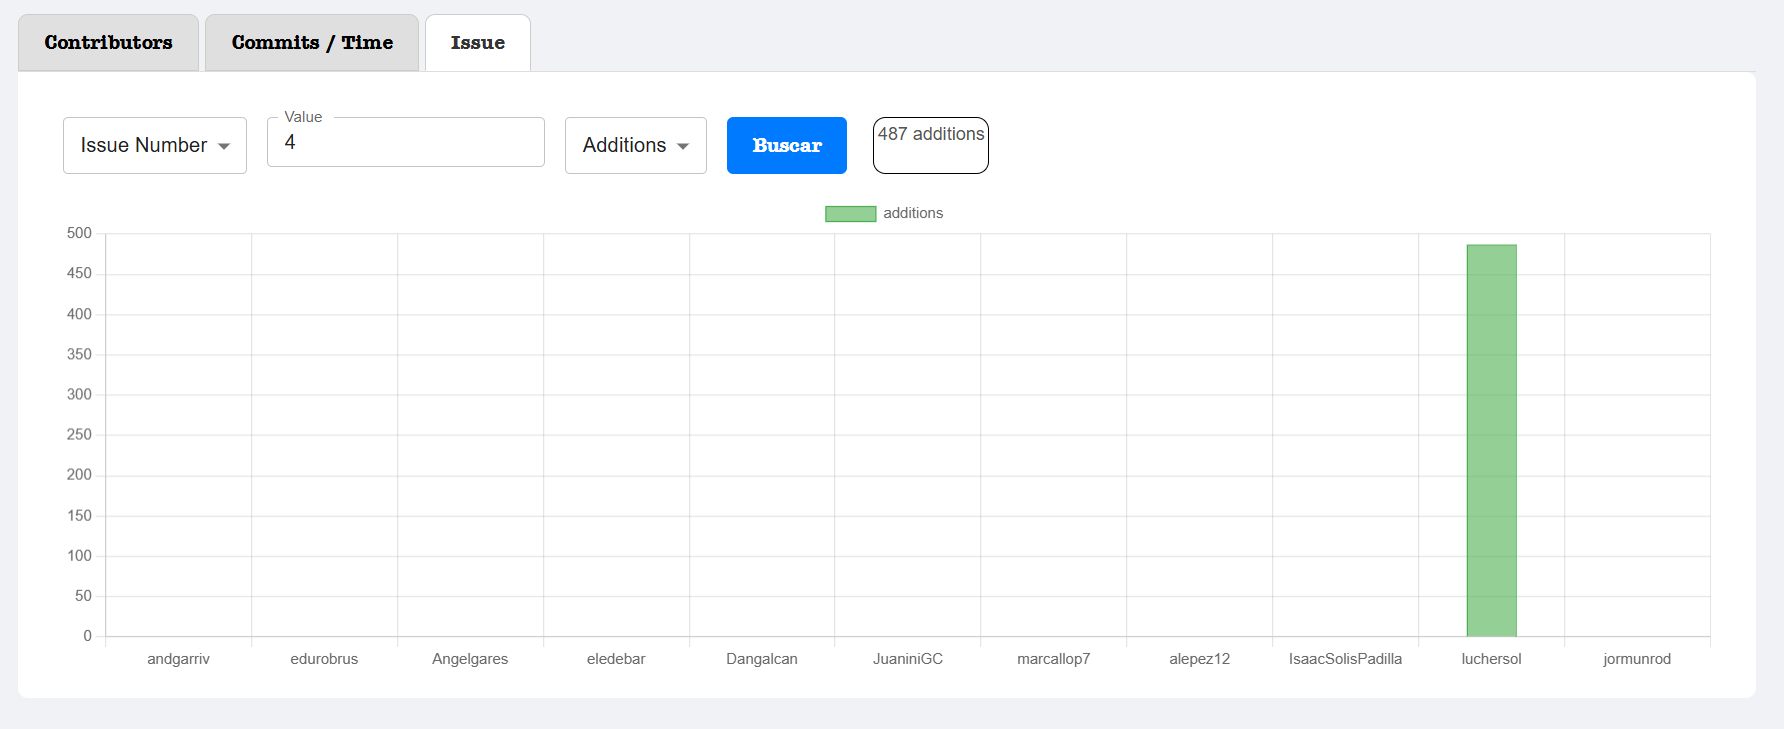 Contributors Commits / Time Issue
Value
Issue Number 4 Additions Buscar 487 additions
additions
500
450
400
350
300
250
200
150
100
50
0
andgarriv edurobrus Angelgares eledebar Dangalcan JuaniniGC marcallop7 alepez12 IsaacSolisPadilla luchersol jormunrod